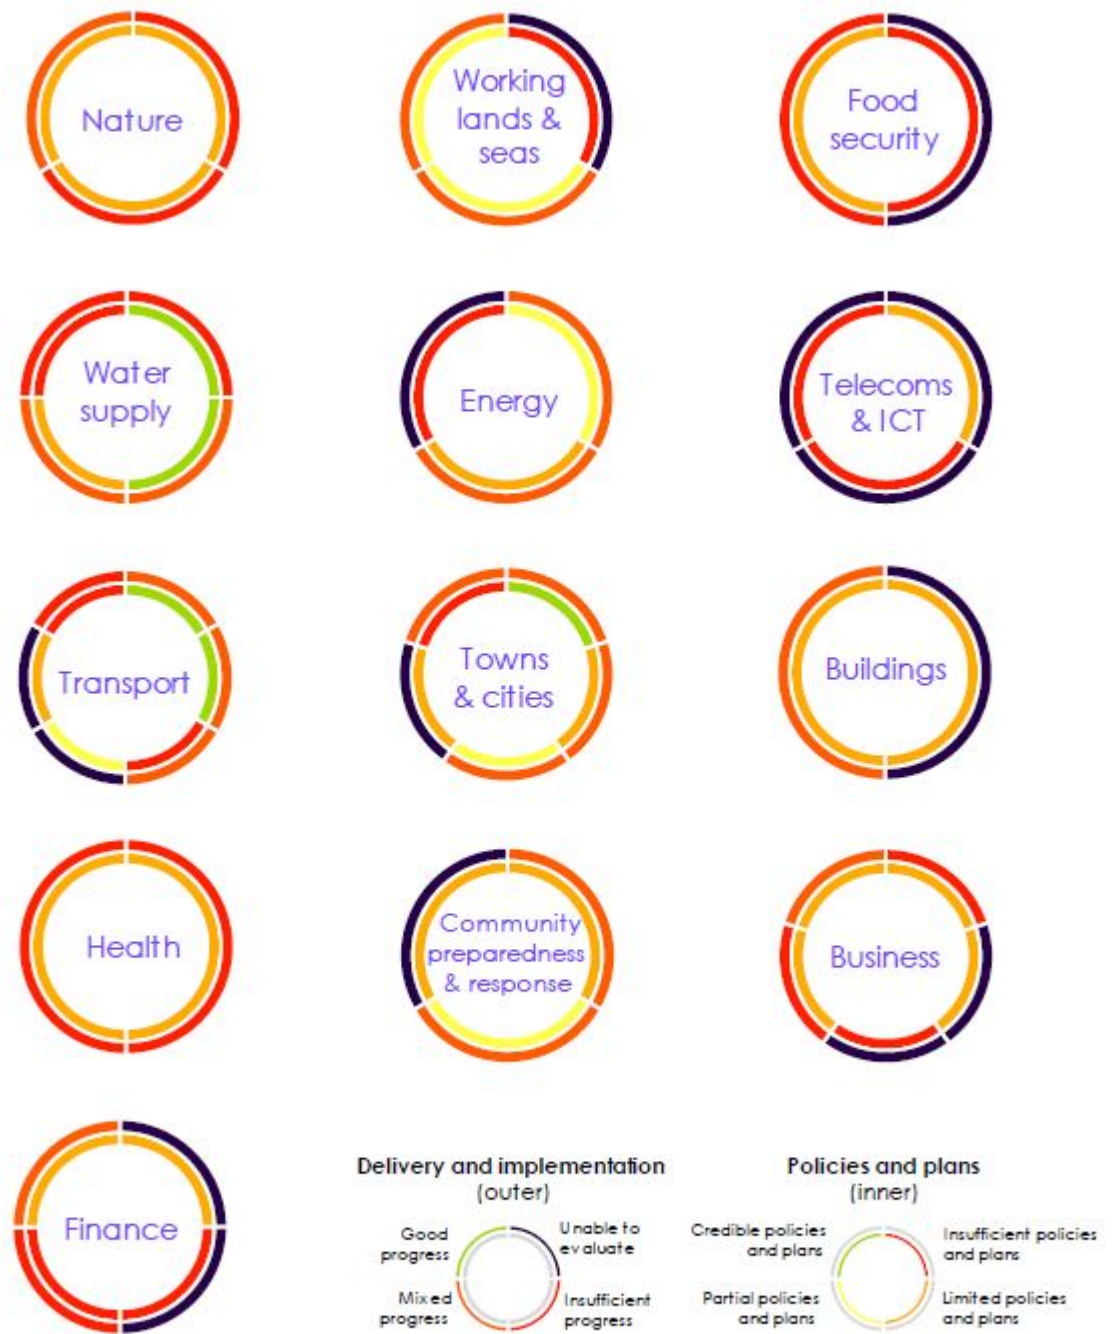 Nature
Working
lands &
seas
Food
security
Water
supply
Energy
Telecoms
& ICT
Transport
Towns
& cities
Buildings
Health
Community
preparedness
& response
Business
Finance
Delivery and implementation
(outer)
Good
progress
Unable to
evaluate
Mixed
progress
Insufficient
progress
Policies and plans
(inner)
Credible policies
and plans
Insufficient policies
and plans
Partial policies
and plans
Limited policies
and plans